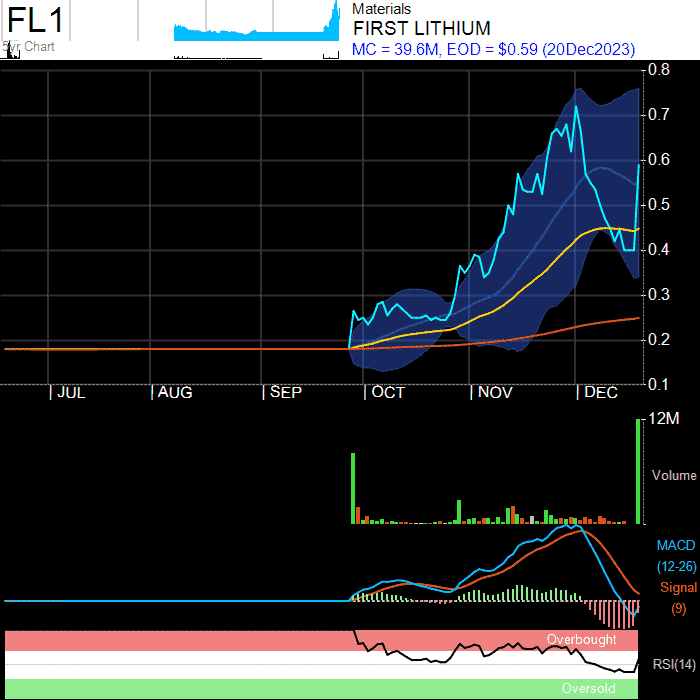 FL1
5yr Chart
Materials
FIRST LITHIUM
MC = 39.6M, EOD = $0.59 (20Dec2023)
0.8
0.7
0.6
0.5
0.4
0.3
0.2
0.1
| JUL | AUG | SEP | OCT | NOV | DEC
12M
Volume
MACD
(12-26)
Signal
(9)
Overbought
RSI(14)
Oversold